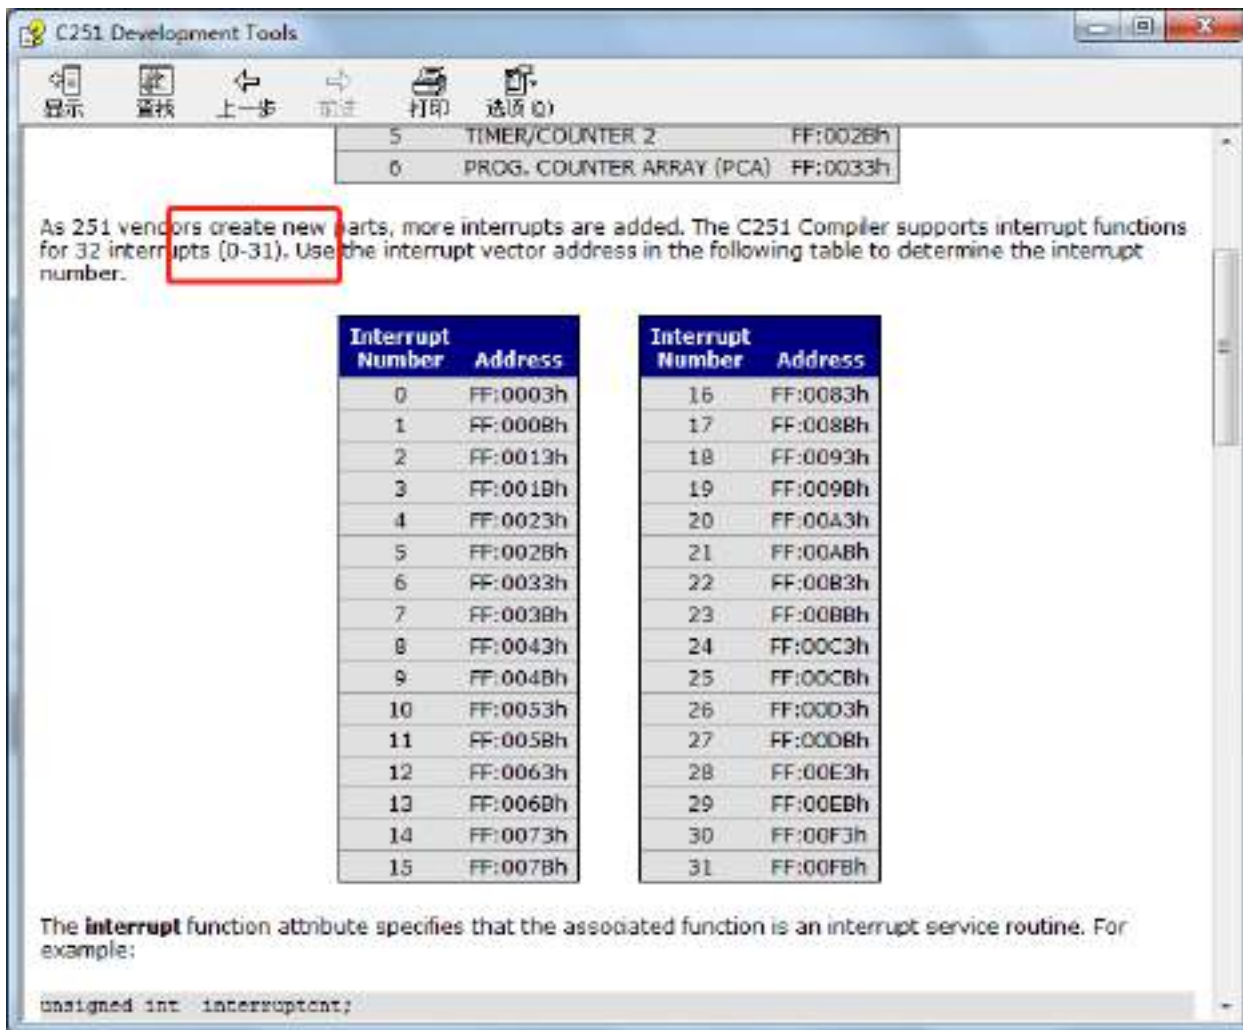 C251 Development Tools
显示 查找 上一步 前进 打印 选项(O)
5 TIMER/COUNTER 2 FF:002Bh
6 PROG. COUNTER ARRAY (PCA) FF:0033h
As 251 vendors create new parts, more interrupts are added. The C251 Compiler supports interrupt functions
for 32 interrupts (0-31). Use the interrupt vector address in the following table to determine the interrupt
number.
Interrupt Number Address Interrupt Number Address
0 FF:0003h 16 FF:0083h
1 FF:000Bh 17 FF:008Bh
2 FF:0013h 18 FF:0093h
3 FF:001Bh 19 FF:009Bh
4 FF:0023h 20 FF:00A3h
5 FF:002Bh 21 FF:00ABh
6 FF:0033h 22 FF:00B3h
7 FF:003Bh 23 FF:00BBh
8 FF:0043h 24 FF:00C3h
9 FF:004Bh 25 FF:00CBh
10 FF:0053h 26 FF:00D3h
11 FF:005Bh 27 FF:00DBh
12 FF:0063h 28 FF:00E3h
13 FF:006Bh 29 FF:00EBh
14 FF:0073h 30 FF:00F3h
15 FF:007Bh 31 FF:00FBh
The interrupt function attribute specifies that the associated function is an interrupt service routine. For
example:
unsigned int interruptcnt;